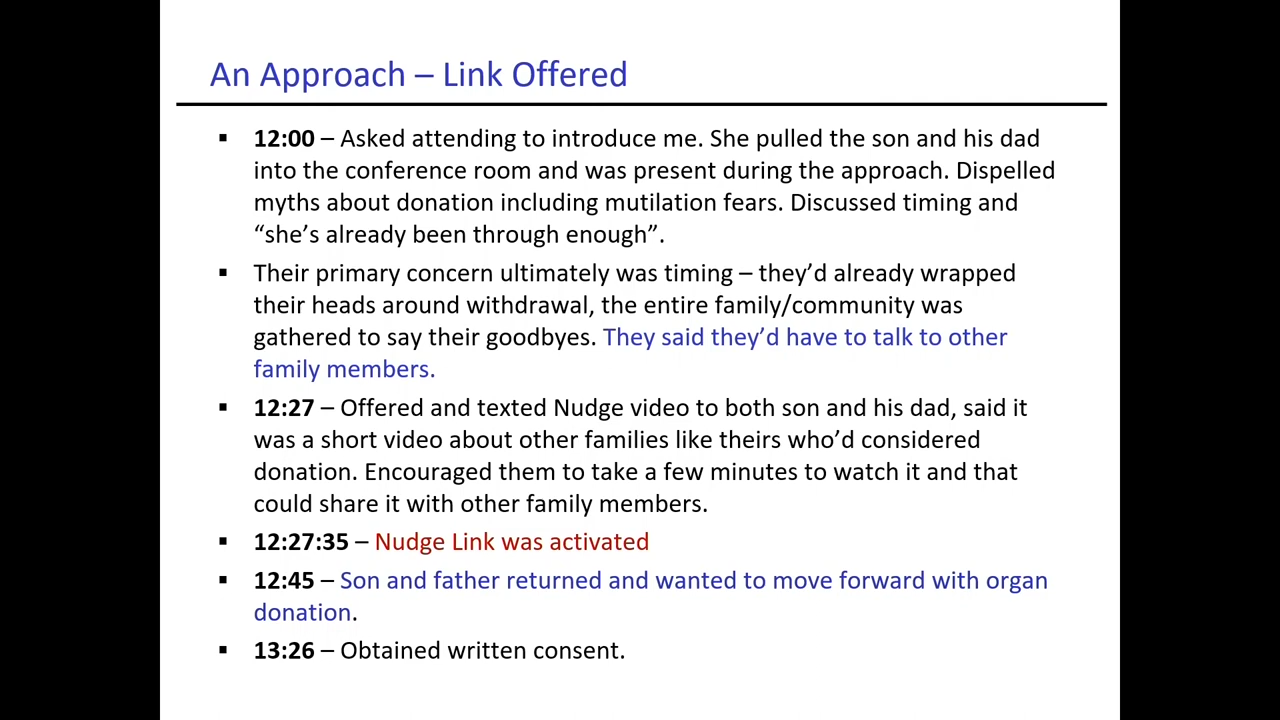 An Approach – Link Offered
▪ 12:00 – Asked attending to introduce me. She pulled the son and his dad
into the conference room and was present during the approach. Dispelled
myths about donation including mutilation fears. Discussed timing and
“she’s already been through enough”.
▪ Their primary concern ultimately was timing – they’d already wrapped
their heads around withdrawal, the entire family/community was
gathered to say their goodbyes. They said they’d have to talk to other
family members.
▪ 12:27 – Offered and texted Nudge video to both son and his dad, said it
was a short video about other families like theirs who’d considered
donation. Encouraged them to take a few minutes to watch it and that
could share it with other family members.
▪ 12:27:35 – Nudge Link was activated
▪ 12:45 – Son and father returned and wanted to move forward with organ
donation.
▪ 13:26 – Obtained written consent.